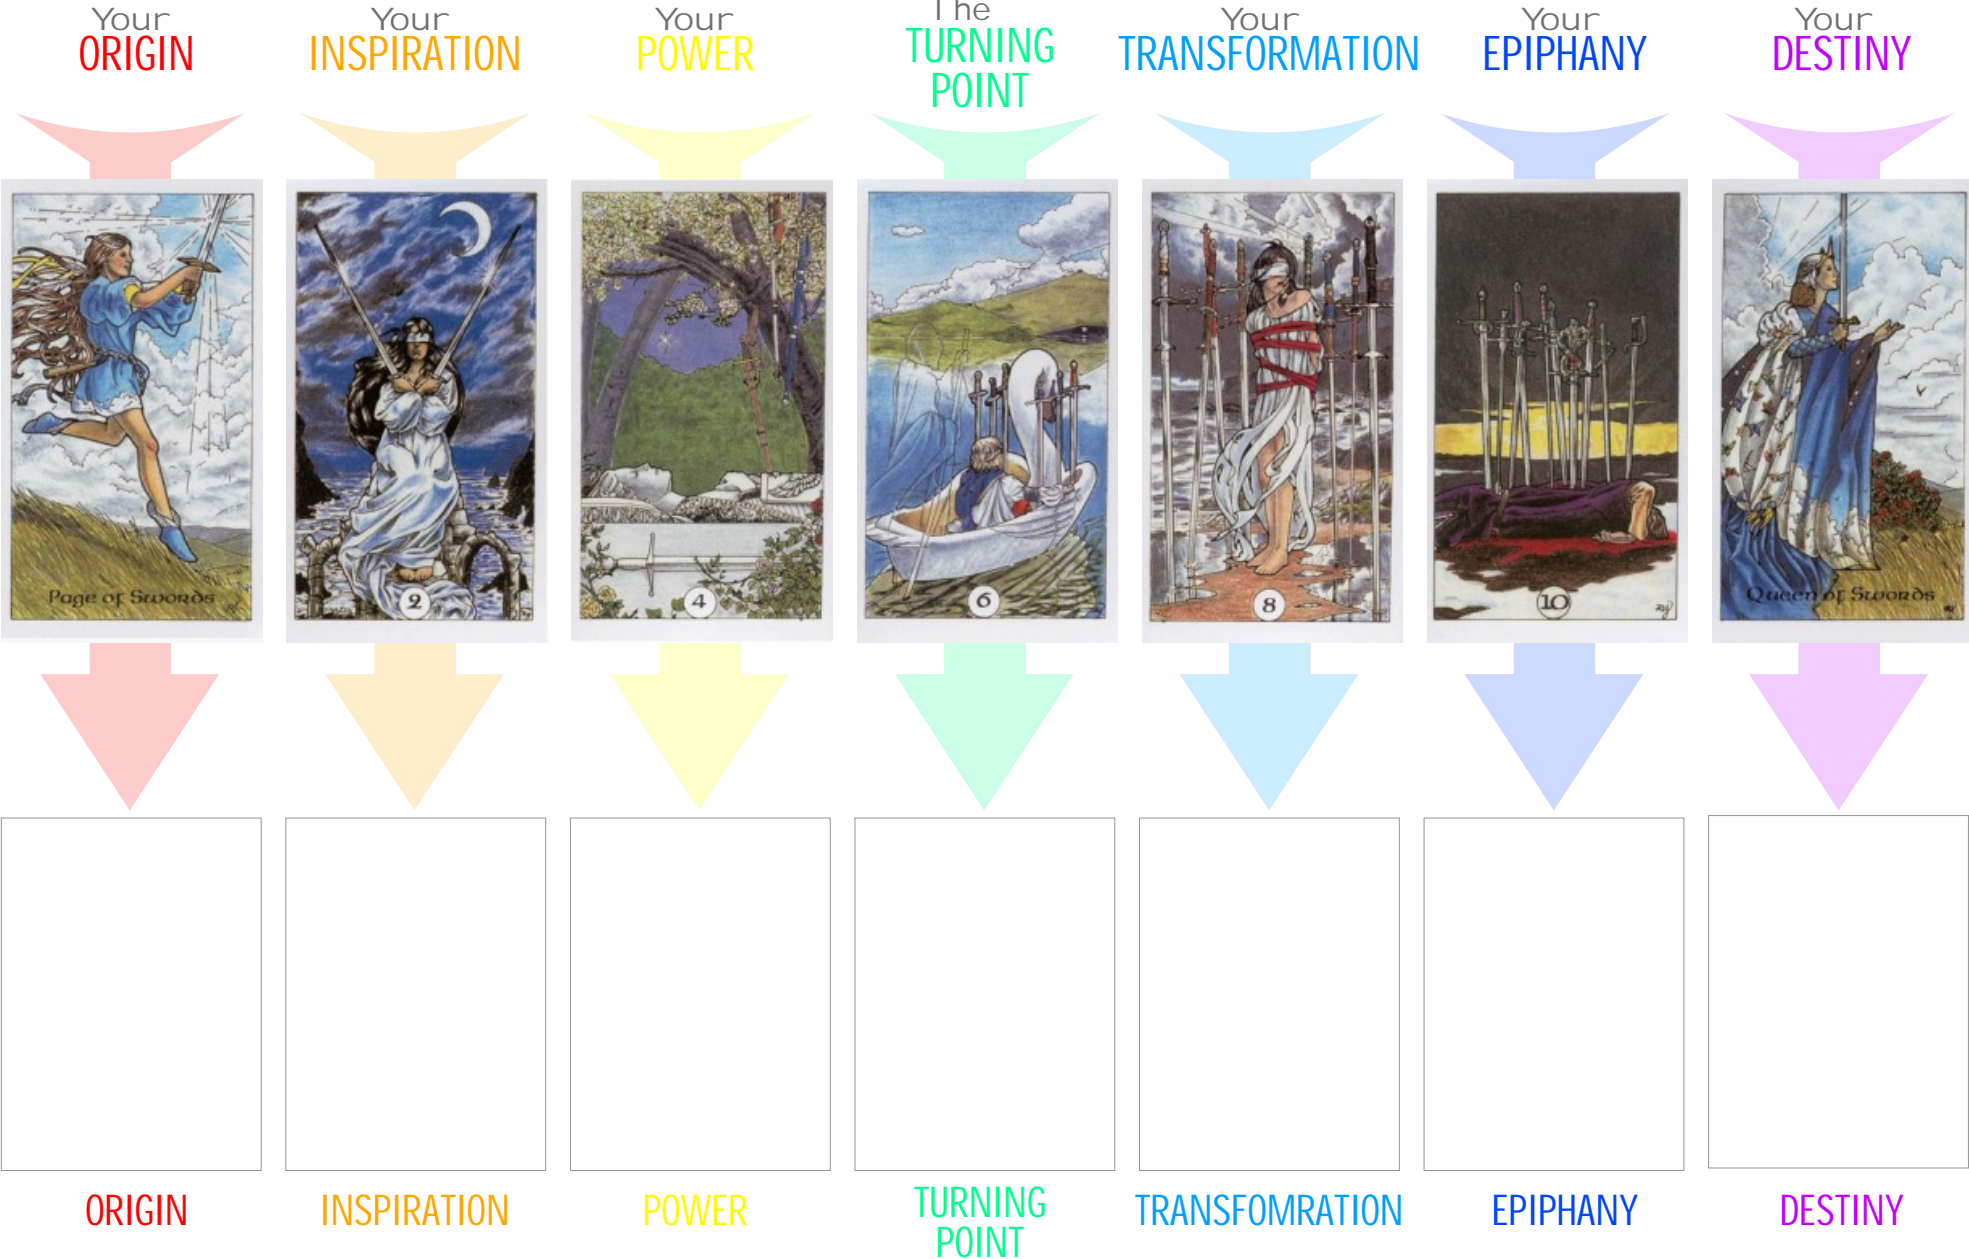 Your
ORIGIN
Your
INSPIRATION
Your
POWER
The
TURNING
POINT
Your
TRANSFORMATION
Your
EPIPHANY
Your
DESTINY
Page of Swords
2
4
6
8
10
Queen of Swords
ORIGIN
INSPIRATION
POWER
TURNING
POINT
TRANSFOMRATION
EPIPHANY
DESTINY